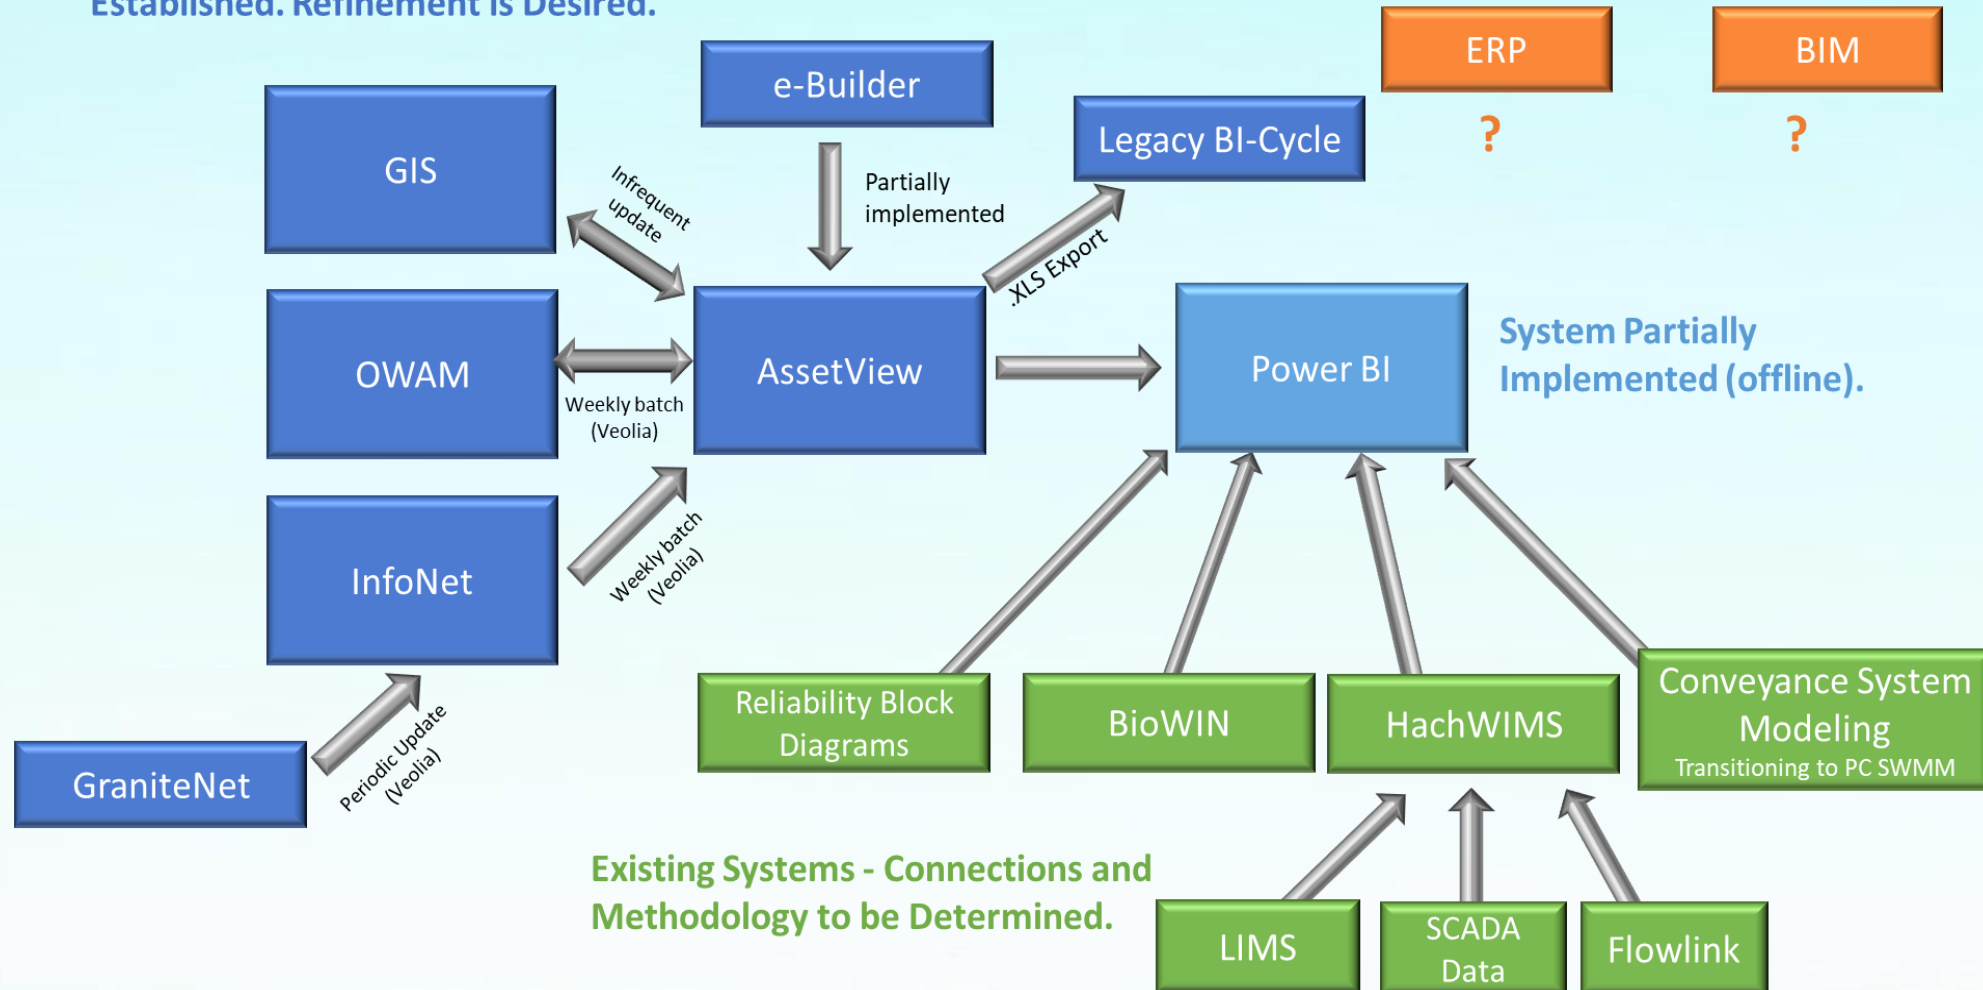 Established. Refinement is Desired.
ERP
BIM
e-Builder
?
?
Legacy BI-Cycle
GIS
Infrequent
update
Partially
implemented
.XLS Export
OWAM
Weekly batch
(Veolia)
AssetView
Power BI
System Partially
Implemented (offline).
InfoNet
Weekly batch
(Veolia)
GraniteNet
Periodic Update
(Veolia)
Reliability Block
Diagrams
BioWIN
HachWIMS
Conveyance System
Modeling
Transitioning to PC SWMM
Existing Systems - Connections and
Methodology to be Determined.
LIMS
SCADA
Data
Flowlink